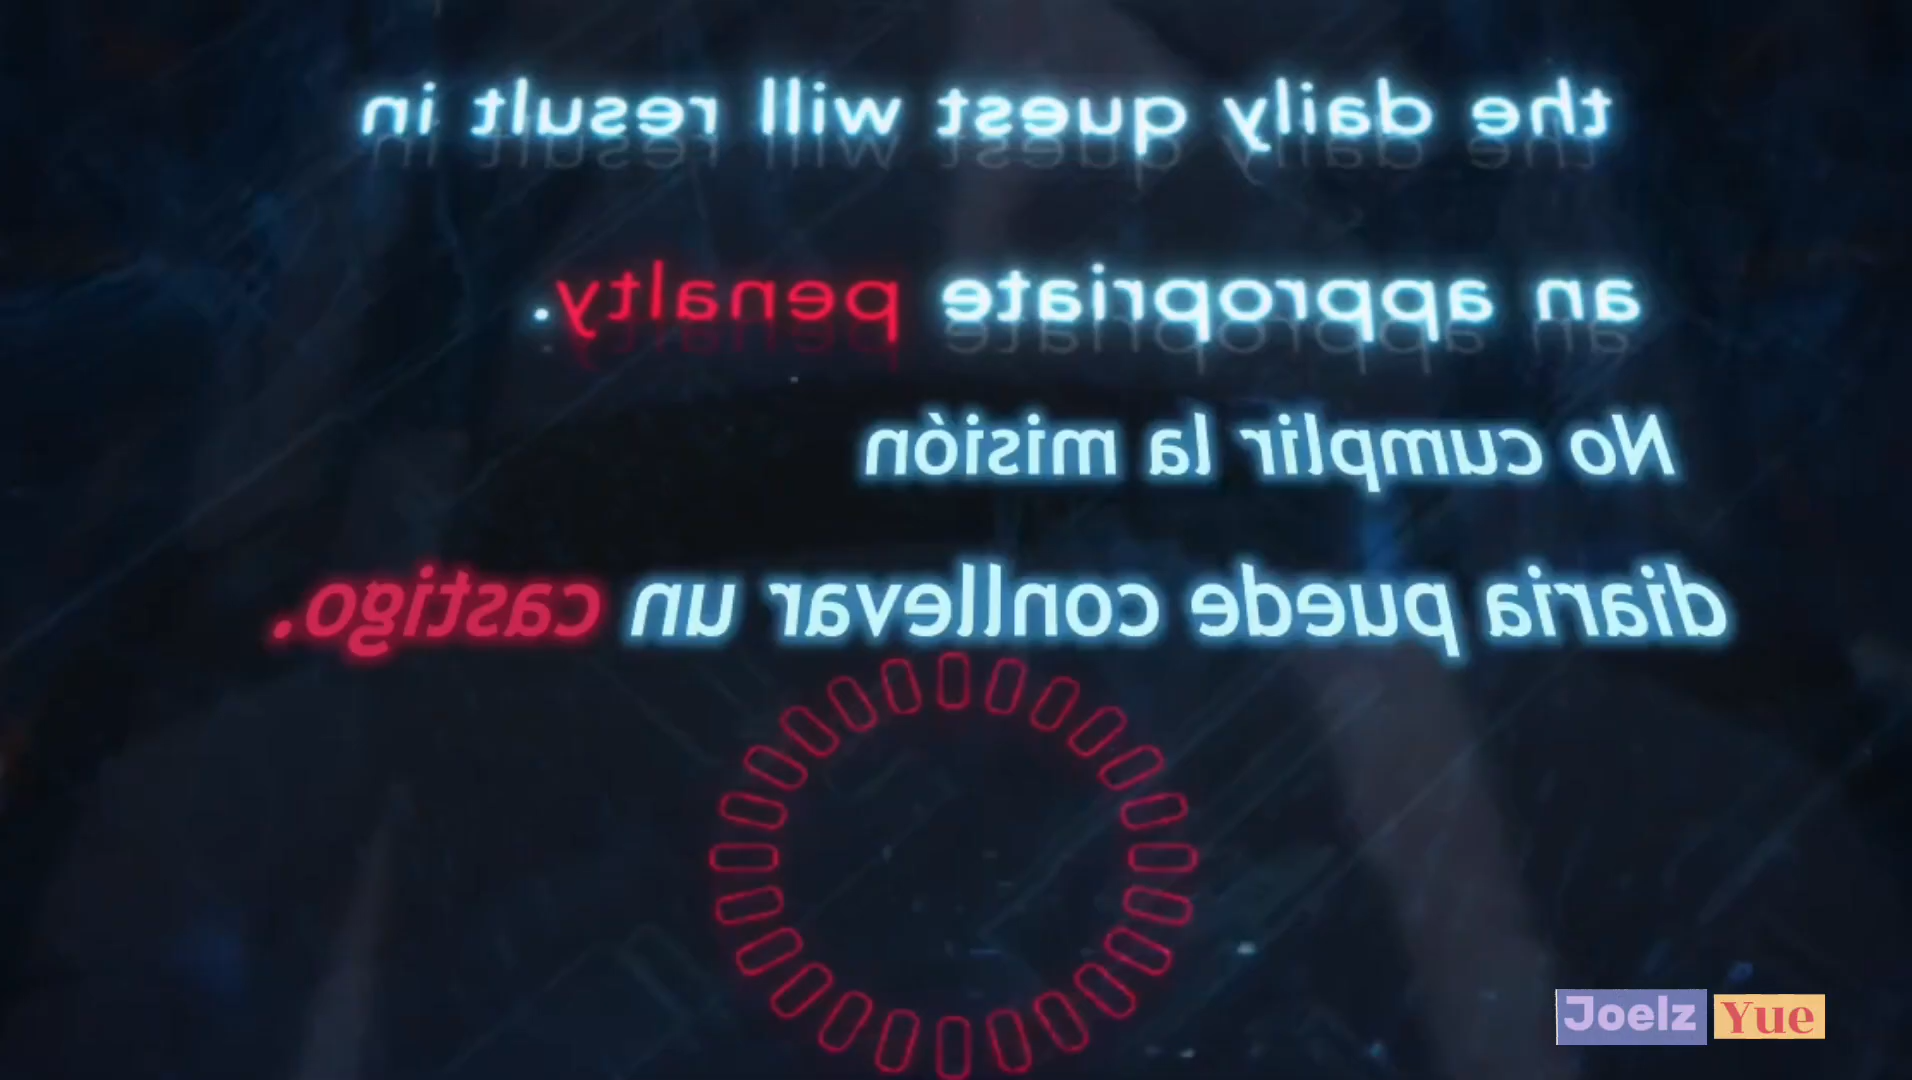 the daily quest will result in
an appropriate penalty.
No cumplir la misión
diaria puede conllevar un castigo.
Joelz Yue